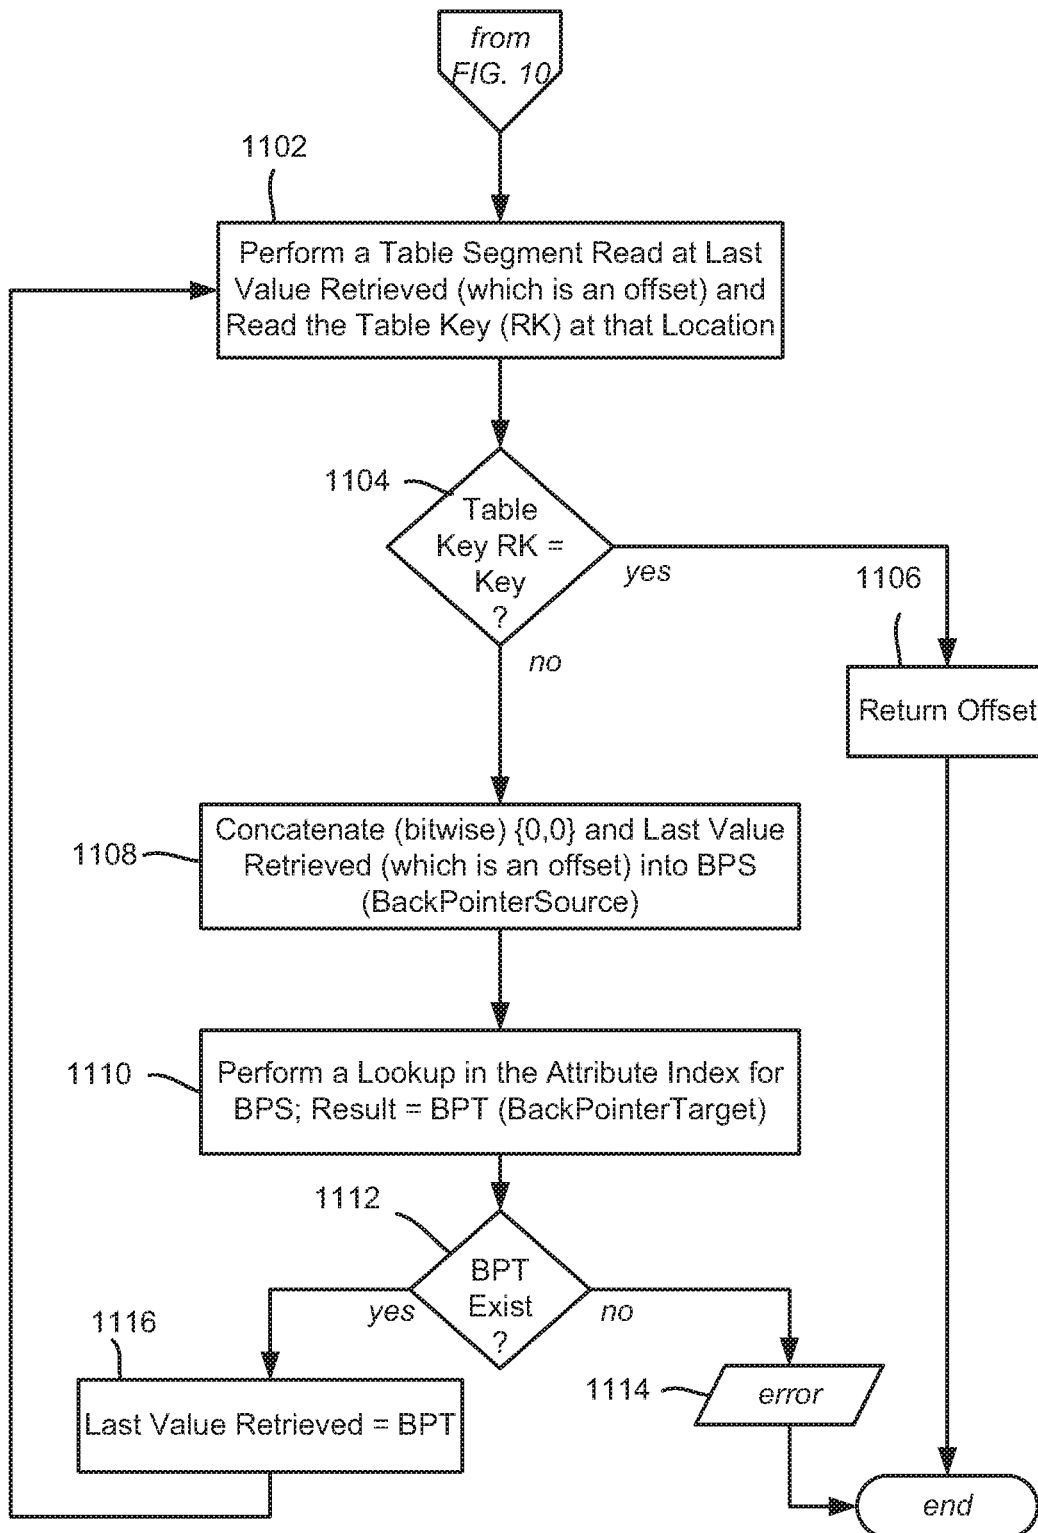 from
FIG. 10
1102
Perform a Table Segment Read at Last
Value Retrieved (which is an offset) and
Read the Table Key (RK) at that Location
1104
Table
Key RK =
Key
?
yes
1106
no
Return Offset
Concatenate (bitwise) {0,0} and Last Value
Retrieved (which is an offset) into BPS
(BackPointerSource)
1108
Perform a Lookup in the Attribute Index for
BPS; Result = BPT (BackPointerTarget)
1110
1112
BPT
Exist
?
yes
no
1116
Last Value Retrieved = BPT
1114
error
end